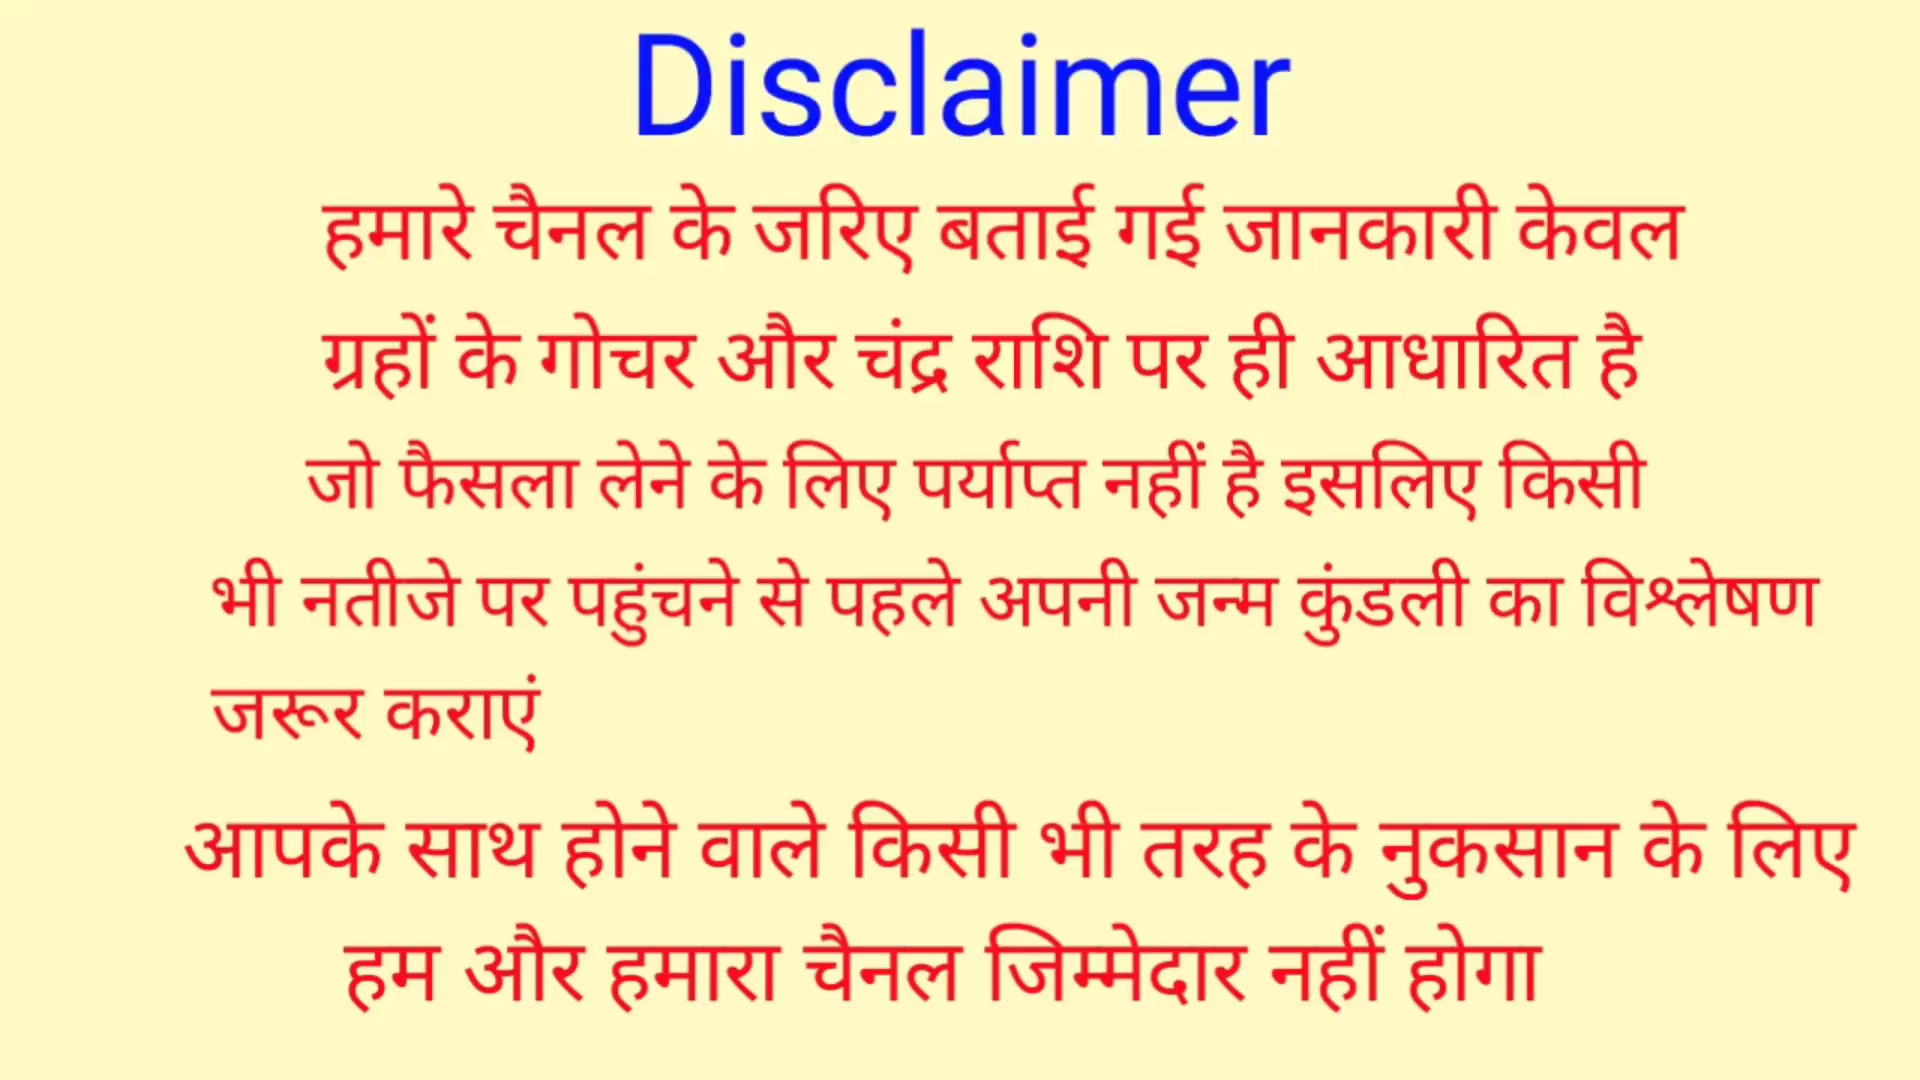 Disclaimer
हमारे चैनल के जरिए बताई गई जानकारी केवल
ग्रहों के गोचर और चंद्र राशि पर ही आधारित है
जो फैसला लेने के लिए पर्याप्त नहीं है इसलिए किसी
भी नतीजे पर पहुंचने से पहले अपनी जन्म कुंडली का विश्लेषण
जरूर कराएं
आपके साथ होने वाले किसी भी तरह के नुकसान के लिए
हम और हमारा चैनल जिम्मेदार नहीं होगा